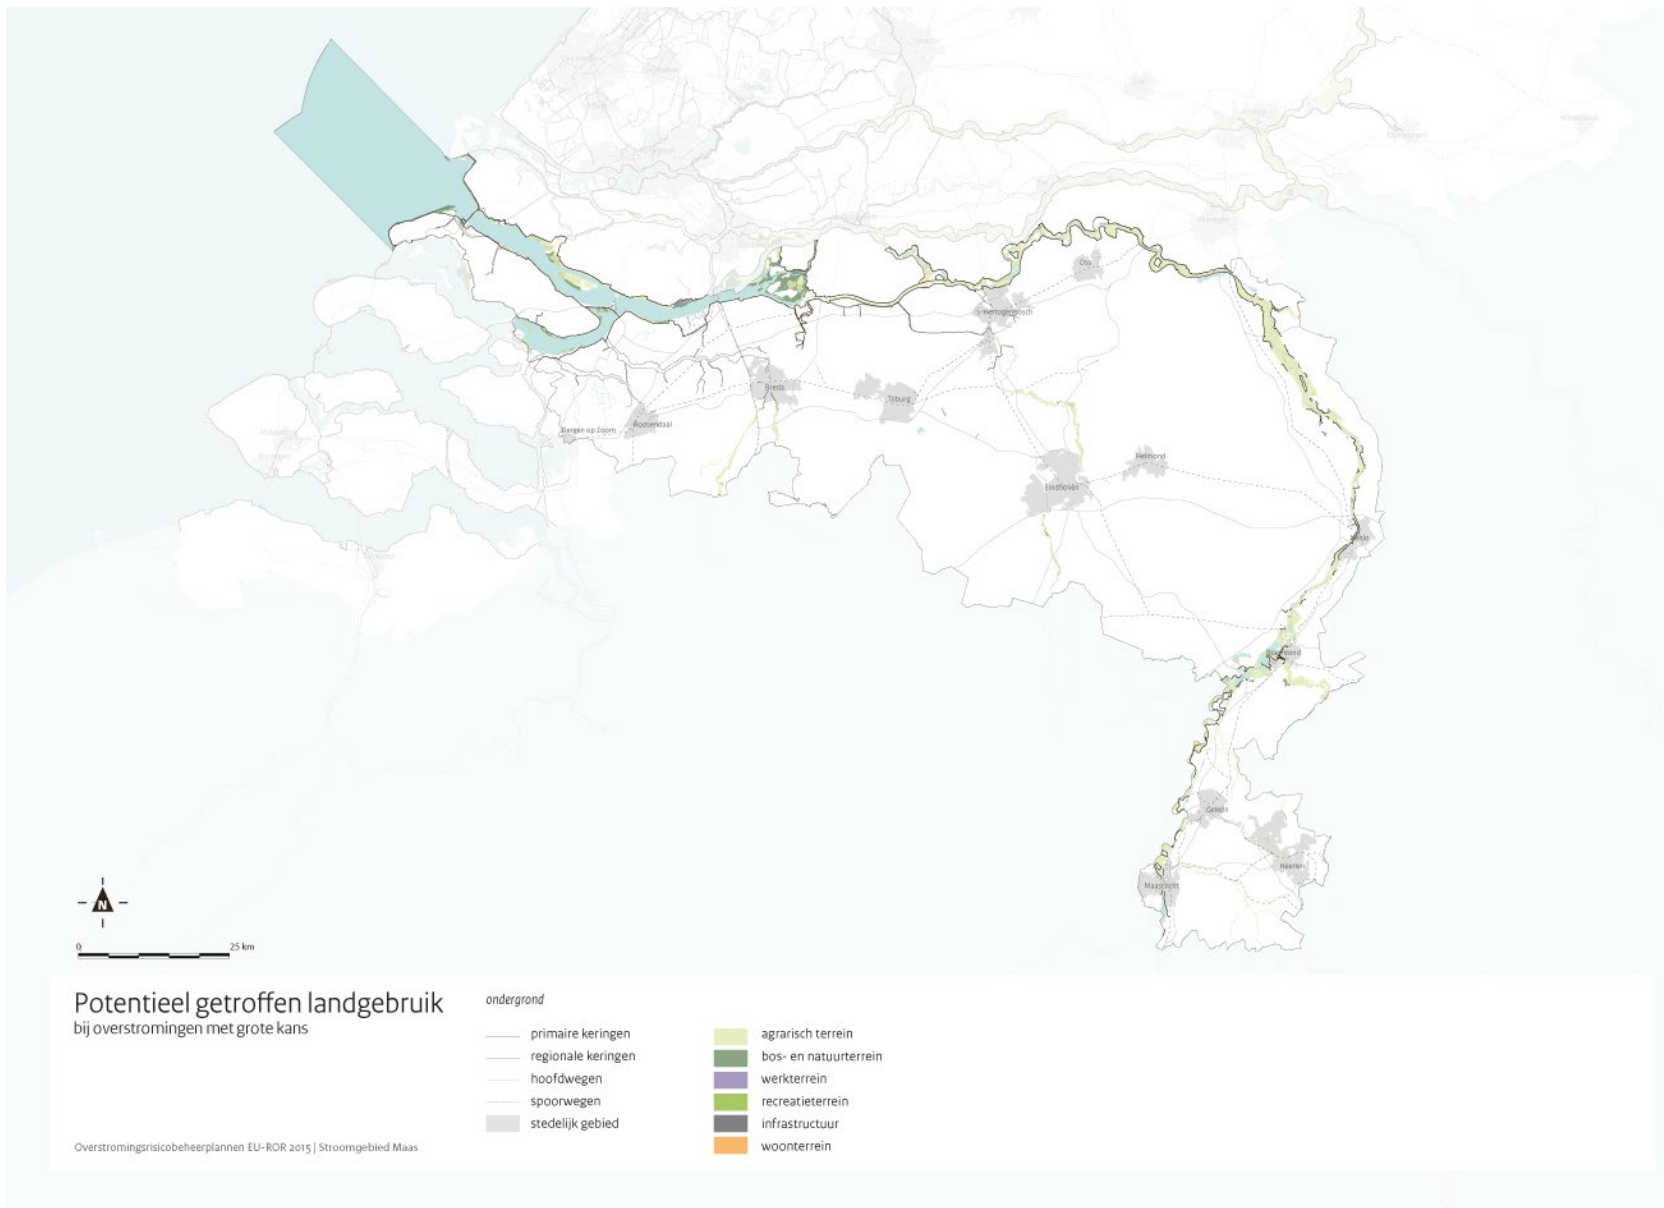 Oss
's-Hertogenbosch
Breda
Tilburg
Roosendaal
Bergen op Zoom
Helmond
Eindhoven
Venlo
Roermond
Geleen
Heerlen
Maastricht
N
0
25 km
Potentieel getroffen landgebruik
bij overstromingen met grote kans
ondergrond
primaire keringen
regionale keringen
hoofdwegen
spoorwegen
stedelijk gebied
agrarisch terrein
bos- en natuurterrein
werkterrein
recreatieterrein
infrastructuur
woonterrein
Overstromingsrisicobeheerplannen EU-ROR 2015 | Stroomgebied Maas